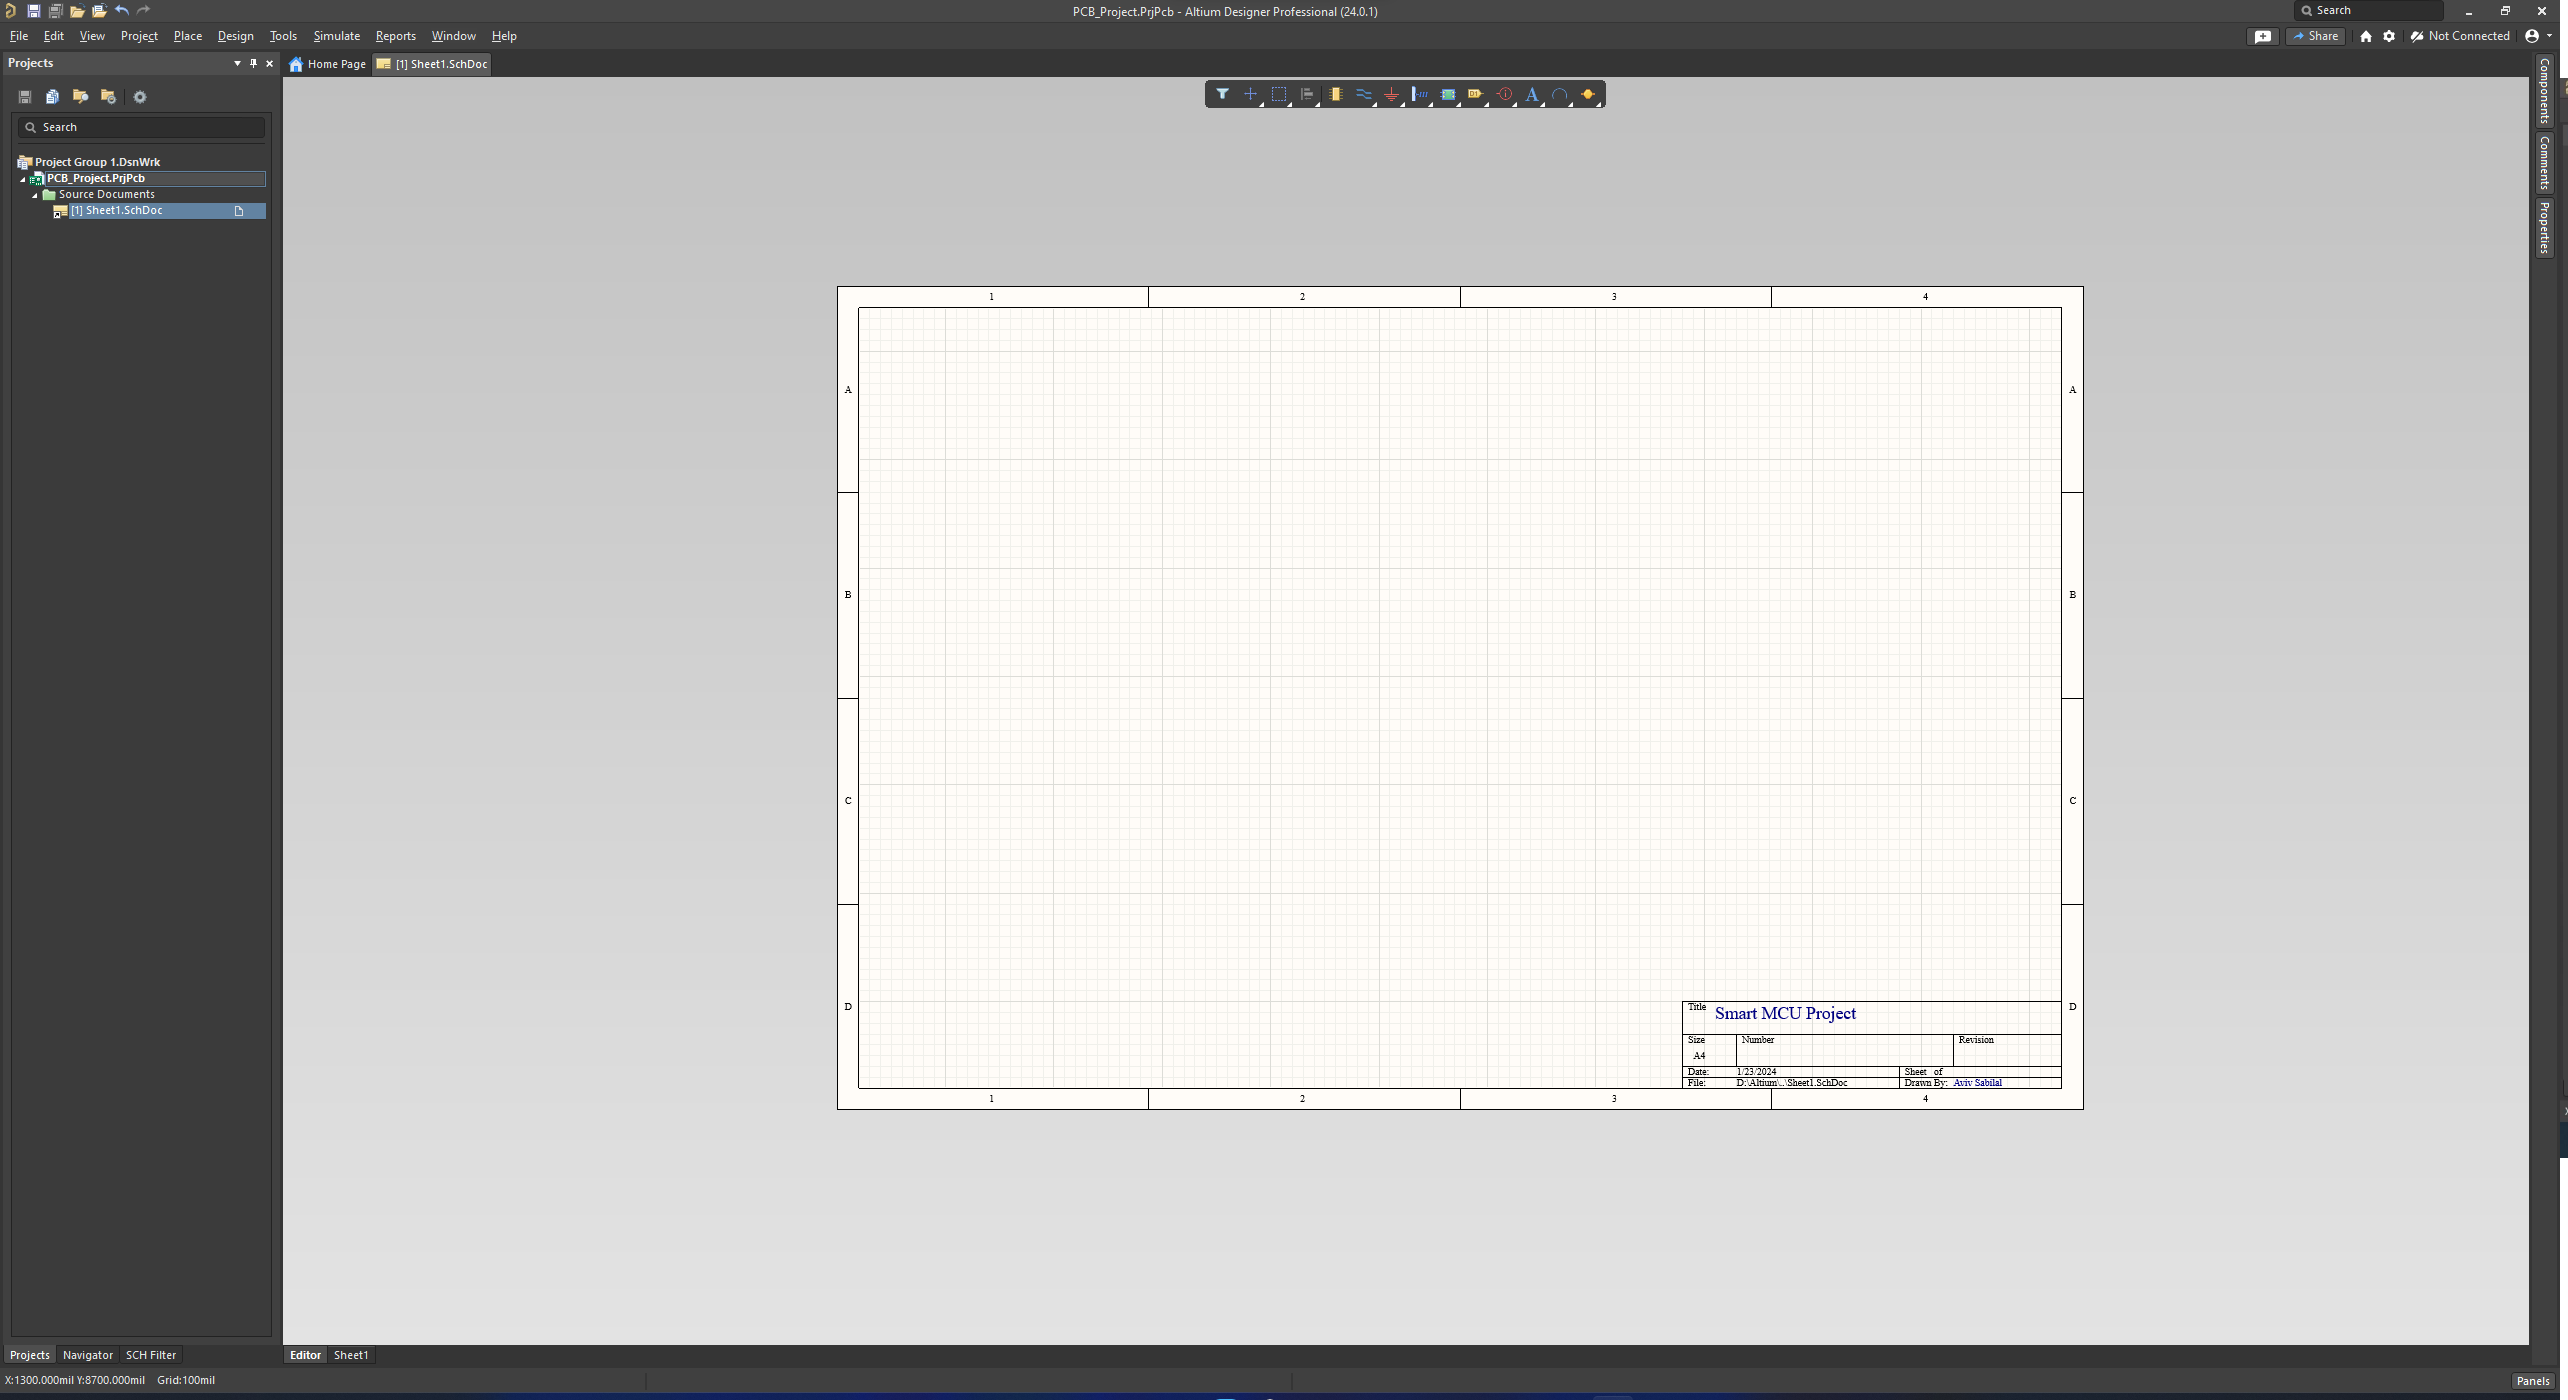 PCB_Project.PrjPcb - Altium Designer Professional (24.0.1)
Search
File Edit View Project Place Design Tools Simulate Reports Window Help
Share
Not Connected
Projects
Home Page
[1] Sheet1.SchDoc
Search
Project Group 1.DsnWrk
PCB_Project.PrjPcb
Source Documents
[1] Sheet1.SchDoc
Components
Comments
Properties
1 2 3 4
A A
B B
C C
D D
Title Smart MCU Project
Size Number Revision
A4
Date: 1/23/2024 Sheet of
File: D:\Altium\..\Sheet1.SchDoc Drawn By: Aviv Sabilal
1 2 3 4
Projects Navigator SCH Filter
Editor Sheet1
X:1300.000mil Y:8700.000mil Grid:100mil
Panels